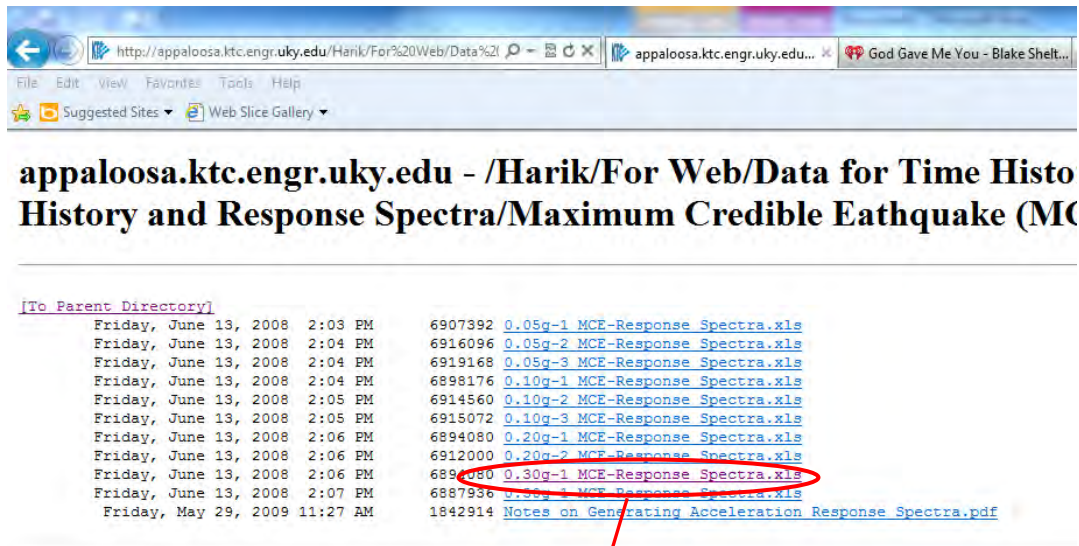 http://appaloosa.ktc.engr.uky.edu/Harik/For%20Web/Data%2( appaloosa.ktc.engr.uky.edu... God Gave Me You - Blake Shelt...
File Edit View Favorites Tools Help
Suggested Sites Web Slice Gallery
appaloosa.ktc.engr.uky.edu - /Harik/For Web/Data for Time Histo
History and Response Spectra/Maximum Credible Eathquake (MC
[To Parent Directory]
Friday, June 13, 2008 2:03 PM 6907392 0.05g-1 MCE-Response Spectra.xls
Friday, June 13, 2008 2:04 PM 6916096 0.05g-2 MCE-Response Spectra.xls
Friday, June 13, 2008 2:04 PM 6919168 0.05g-3 MCE-Response Spectra.xls
Friday, June 13, 2008 2:04 PM 6898176 0.10g-1 MCE-Response Spectra.xls
Friday, June 13, 2008 2:05 PM 6914560 0.10g-2 MCE-Response Spectra.xls
Friday, June 13, 2008 2:05 PM 6915072 0.10g-3 MCE-Response Spectra.xls
Friday, June 13, 2008 2:06 PM 6894080 0.20g-1 MCE-Response Spectra.xls
Friday, June 13, 2008 2:06 PM 6912000 0.20g-2 MCE-Response Spectra.xls
Friday, June 13, 2008 2:06 PM 6894080 0.30g-1 MCE-Response Spectra.xls
Friday, June 13, 2008 2:07 PM 6887936 MCE-Response Spectra.xls
Friday, May 29, 2009 11:27 AM 1842914 Notes on Generating Acceleration Response Spectra.pdf